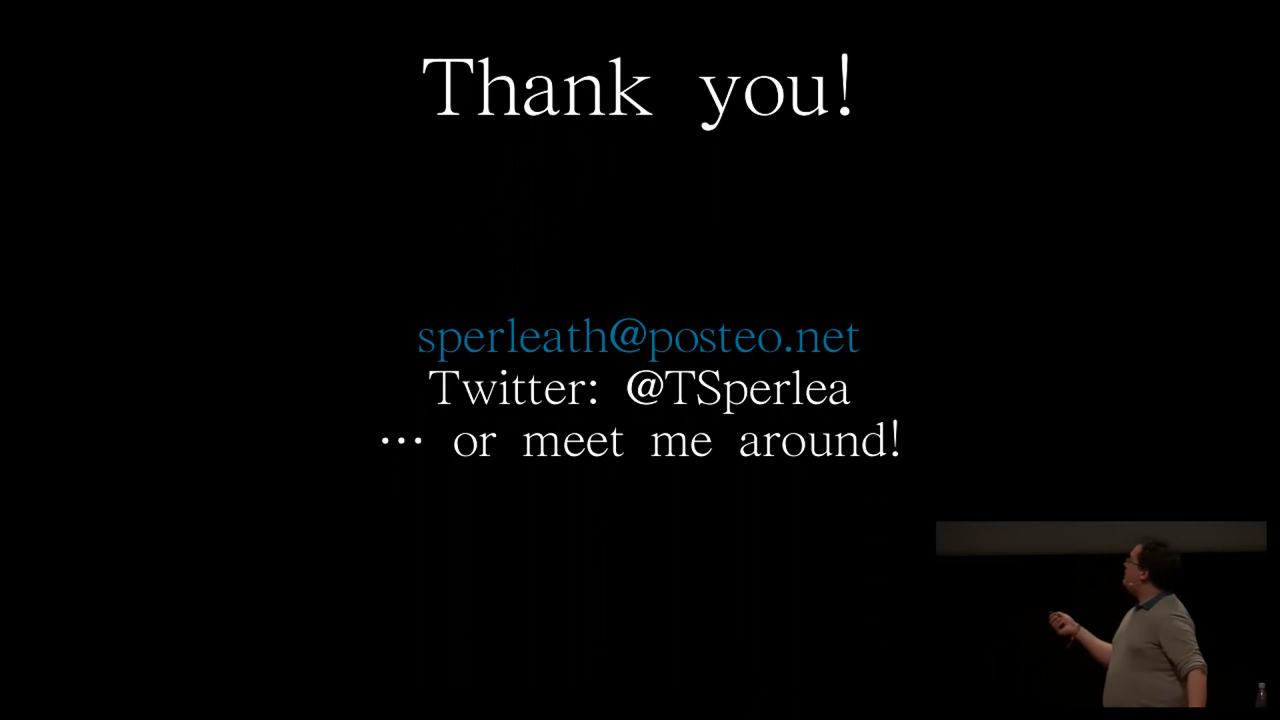 Thank you!
sperleath@posteo.net
Twitter: @TSperlea
… or meet me around!